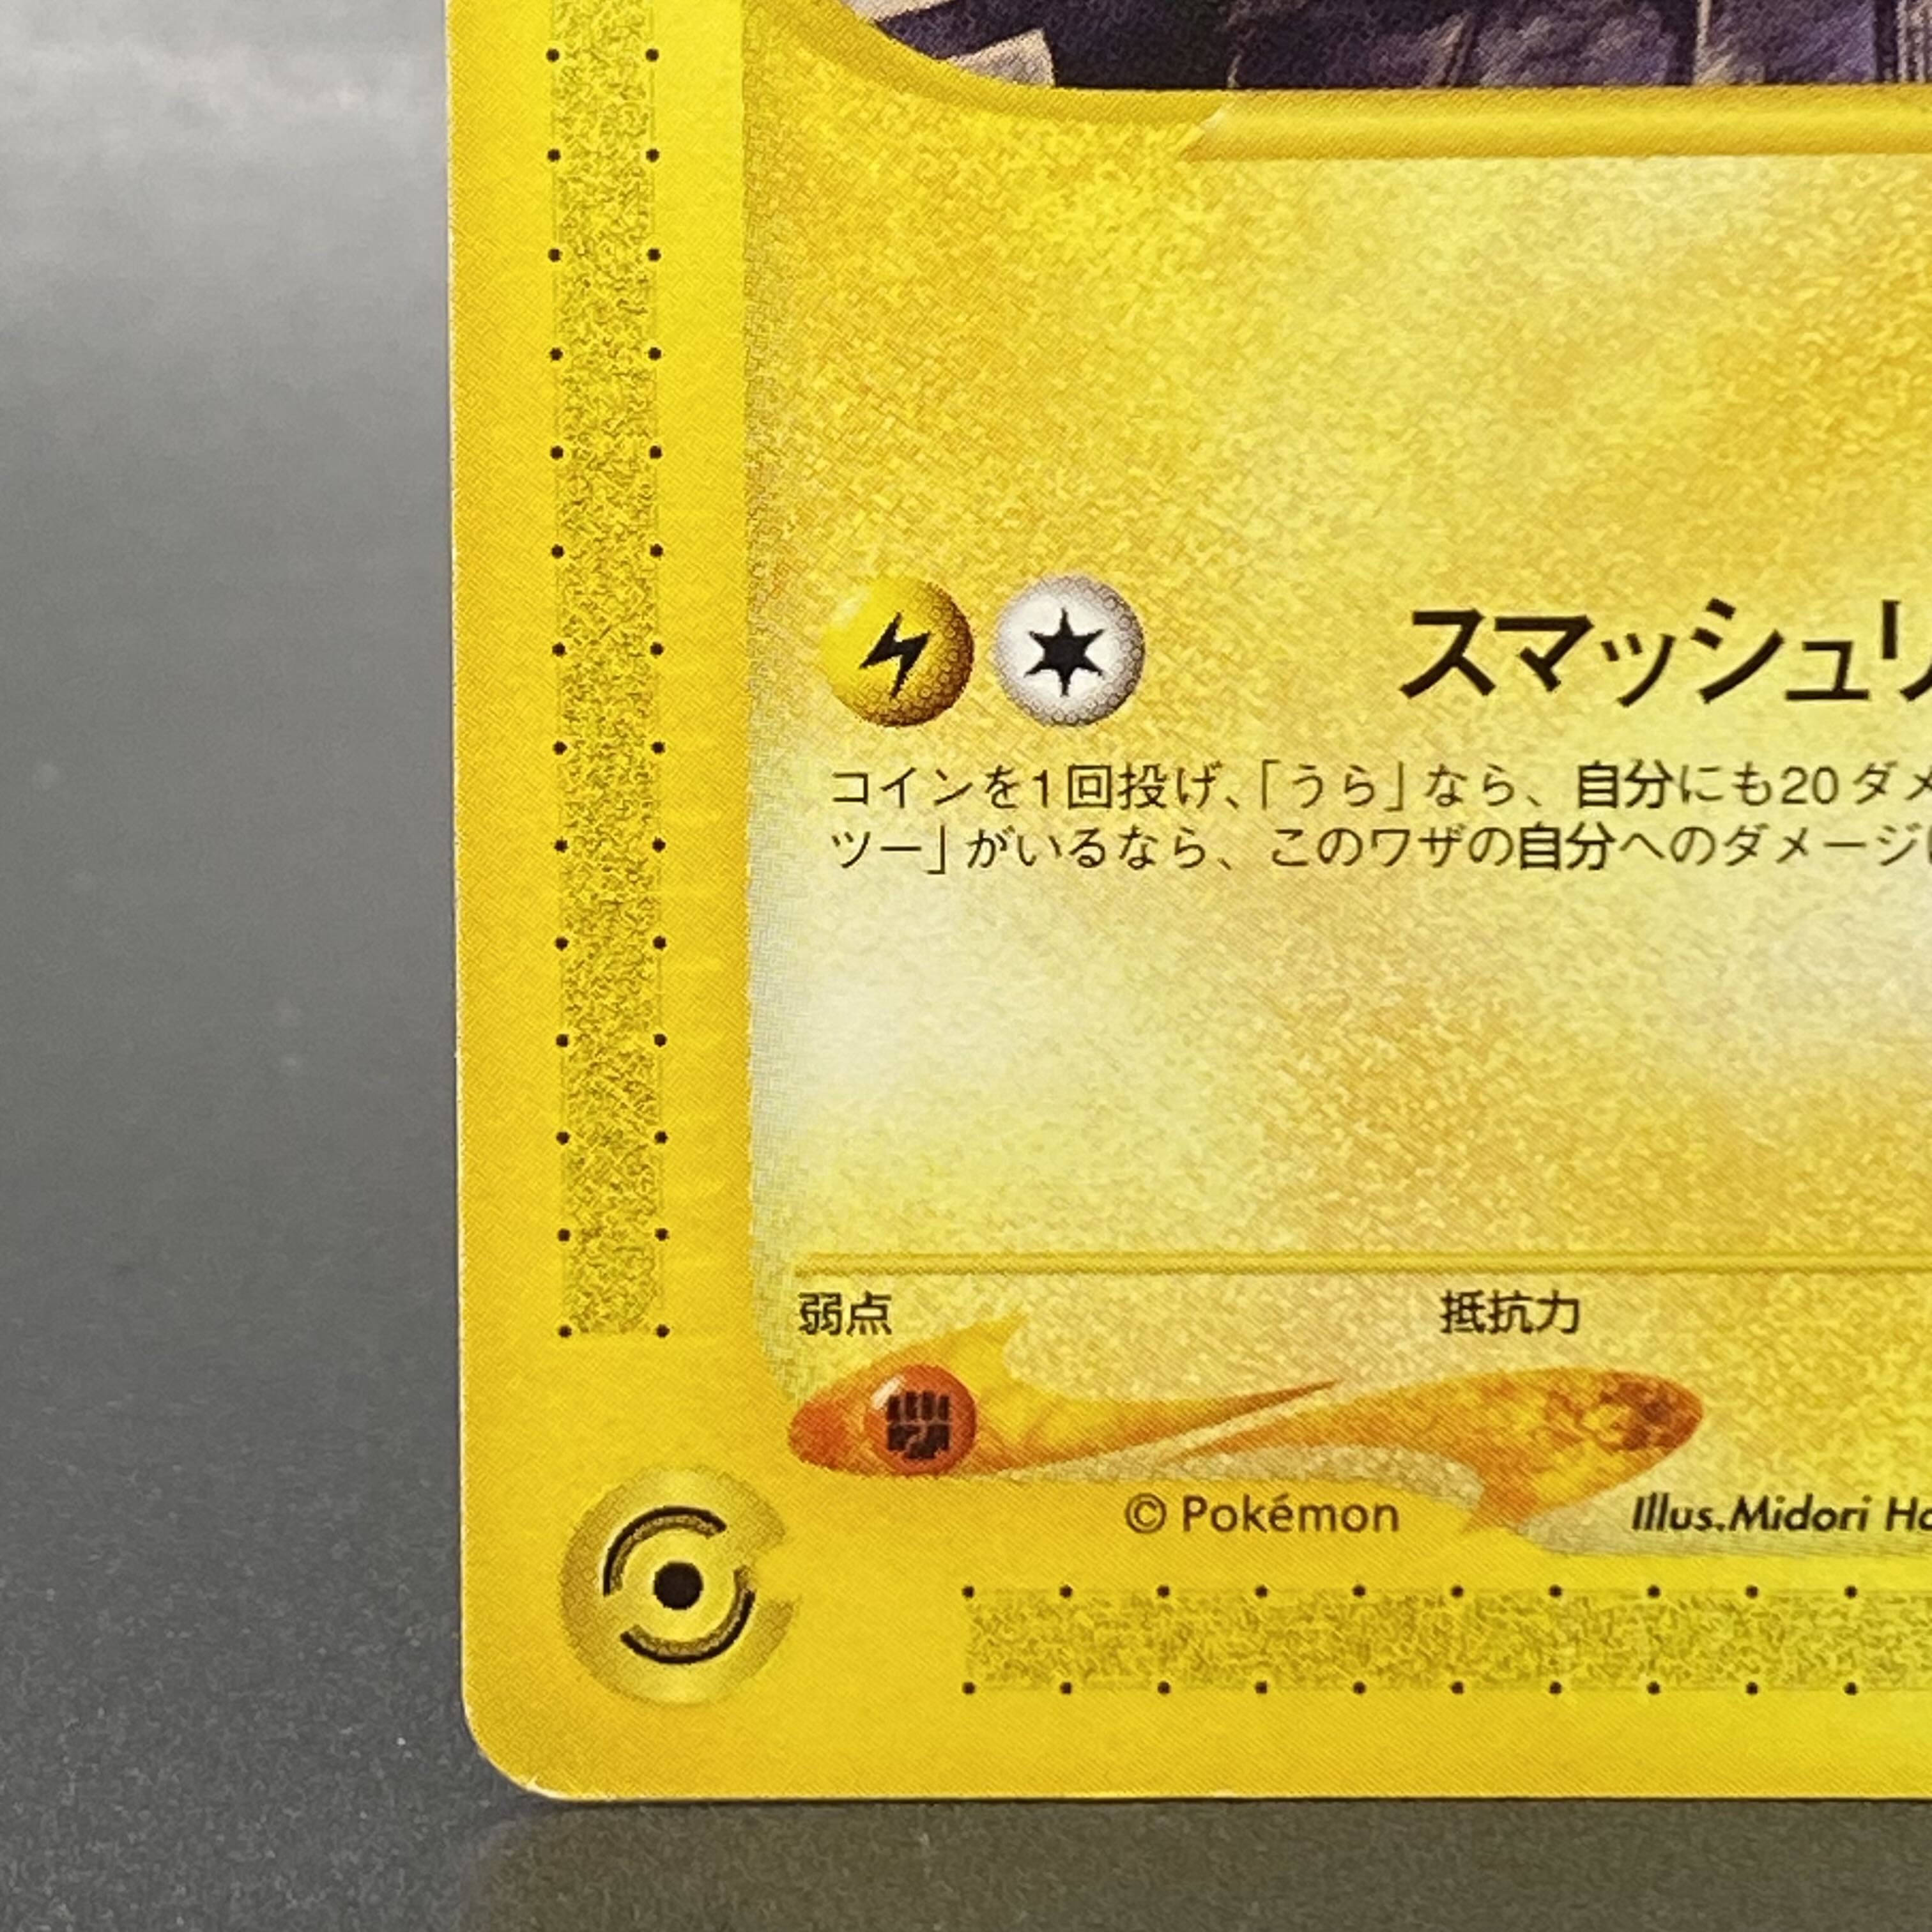 スマッシュリ
コインを1回投げ、「うら」なら、自分にも20ダメ
ツー」がいるなら、このワザの自分へのダメージ
弱点 抵抗力
© Pokémon Illus.Midori